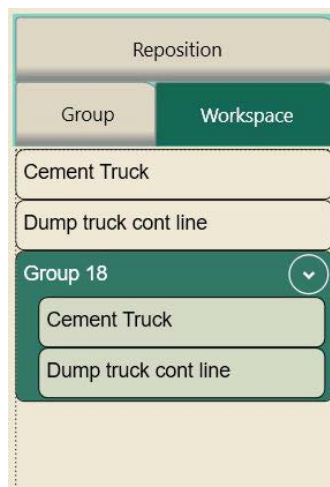 Reposition
Group Workspace
Cement Truck
Dump truck cont line
Group 18
Cement Truck
Dump truck cont line